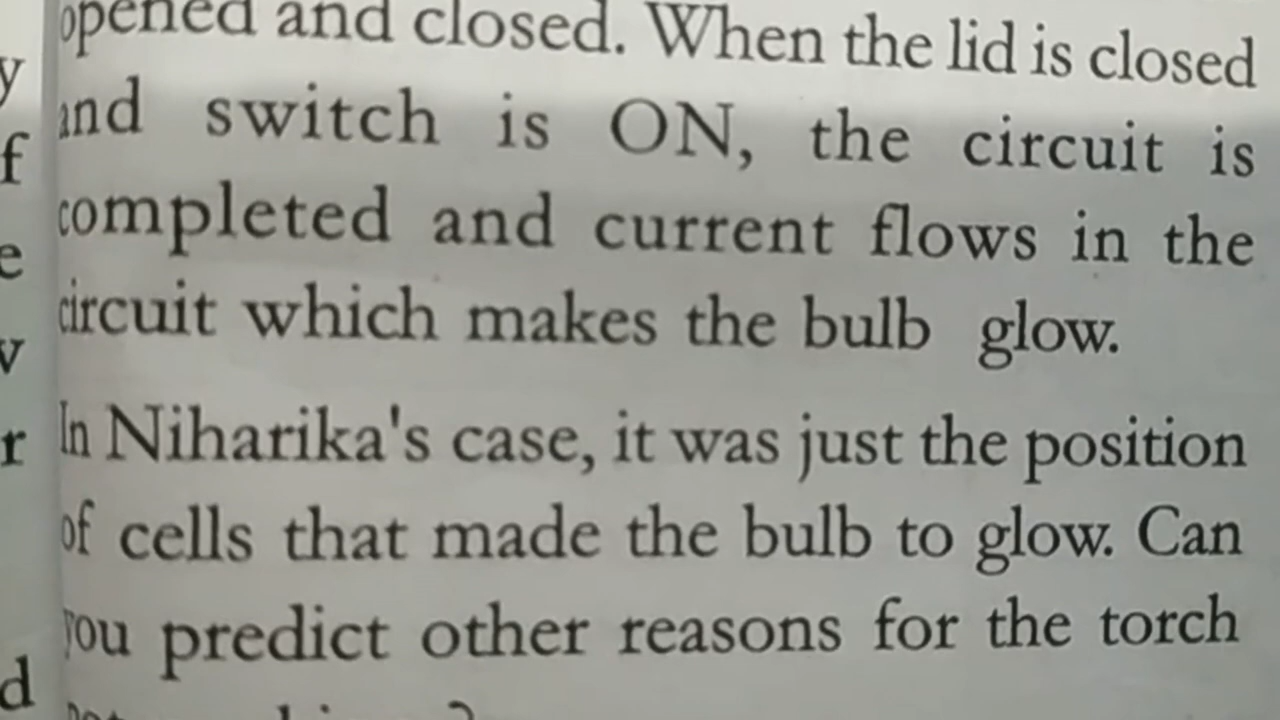 opened and closed. When the lid is closed
and switch is ON, the circuit is
completed and current flows in the
circuit which makes the bulb glow.
In Niharika's case, it was just the position
of cells that made the bulb to glow. Can
you predict other reasons for the torch